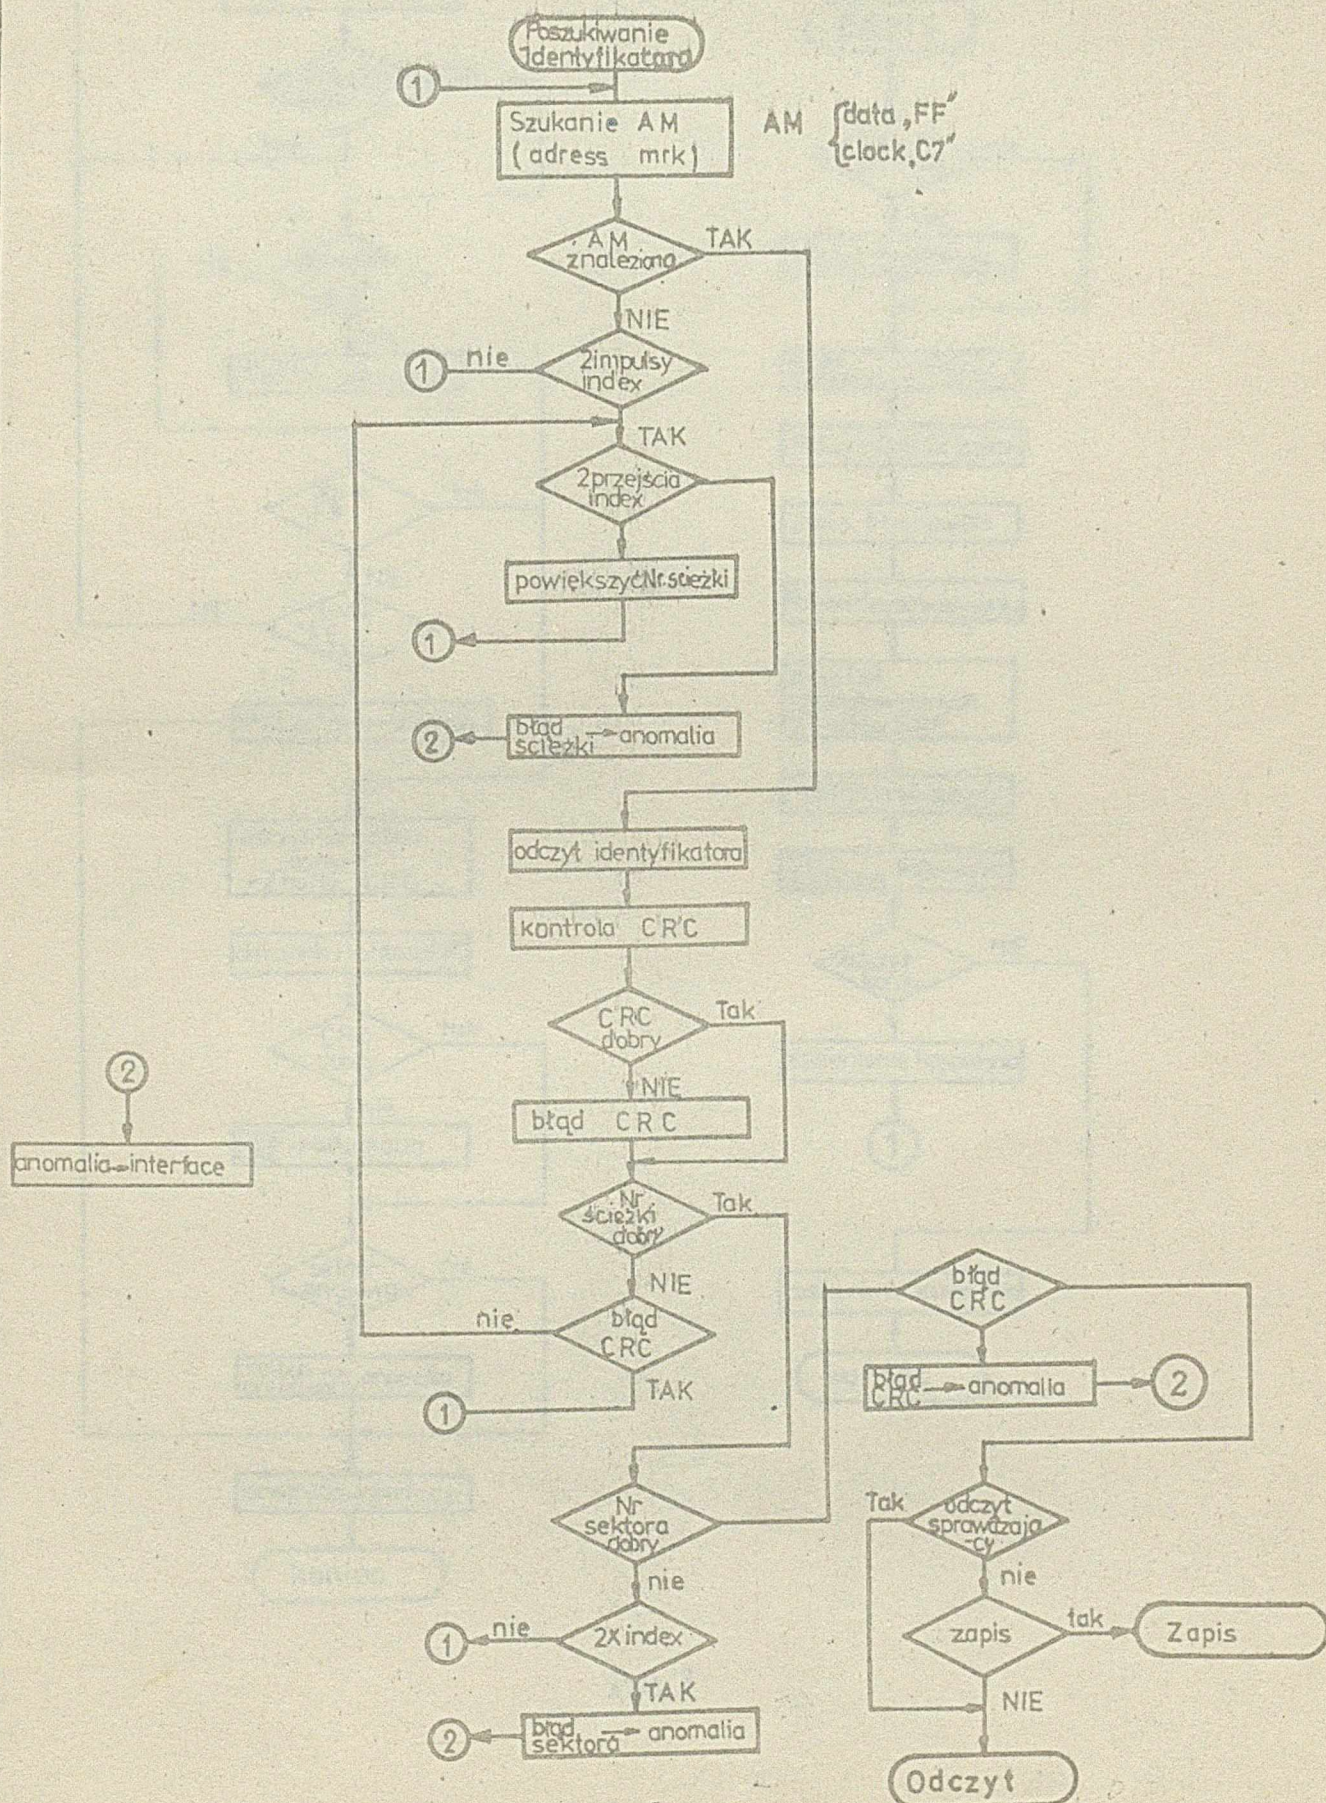 Poszukiwanie
Identyfikatora
1
Szukanie AM
(adress mrk)
AM
data „FF"
clock „C7"
AM
znaleziono
TAK
NIE
2 impulsy
index
nie
1
TAK
2 przejścia
index
powiększyć Nr. scieżki
1
błąd
ścieżki → anomalia
2
odczyt identyfikatora
kontrola CRC
CRC
dobry
Tak
NIE
błąd CRC
2
anomalia → interface
Nr
ścieżki
dobry
Tak
NIE
błąd
CRC
nie
TAK
1
błąd
CRC
błąd
CRC → anomalia
2
Nr
sektora
dobry
nie
Tak
odczyt
sprawdzają
-cy
nie
2X index
nie
1
TAK
zapis
tak
Zapis
NIE
błąd
sektora → anomalia
2
Odczyt